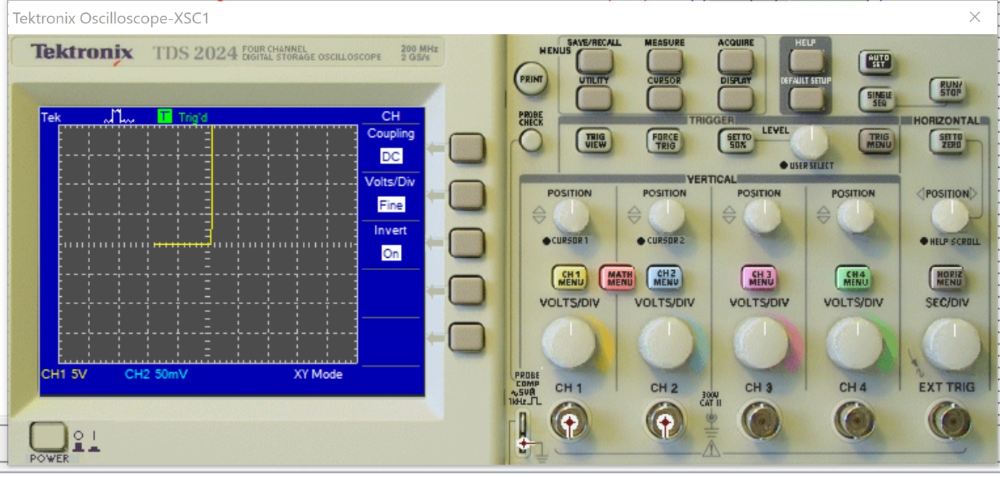 Tektronix Oscilloscope-XSC1
Tektronix TDS 2024 FOUR CHANNEL DIGITAL STORAGE OSCILLOSCOPE 200 MHz 2 GS/s
Tek T Trig'd CH
Coupling
DC
Volts/Div
Fine
Invert
On
CH1 5V CH2 50mV XY Mode
POWER
MENUS SAVE/RECALL MEASURE ACQUIRE HELP AUTO SET
PRINT UTILITY CURSOR DISPLAY DEFAULT SETUP SINGLE SEQ RUN/STOP
PROBE CHECK TRIGGER HORIZONTAL
TRIG VIEW FORCE TRIG SET TO 50% LEVEL TRIG MENU SET TO ZERO
USER SELECT
VERTICAL
POSITION POSITION POSITION POSITION POSITION
CURSOR 1 CURSOR 2 HELP SCROLL
CH 1 MENU MATH MENU CH 2 MENU CH 3 MENU CH 4 MENU HORIZ MENU
VOLTS/DIV VOLTS/DIV VOLTS/DIV VOLTS/DIV SEC/DIV
PROBE COMP ~5V@ 1kHz
CH 1 CH 2 300V CAT II CH 3 CH 4 EXT TRIG